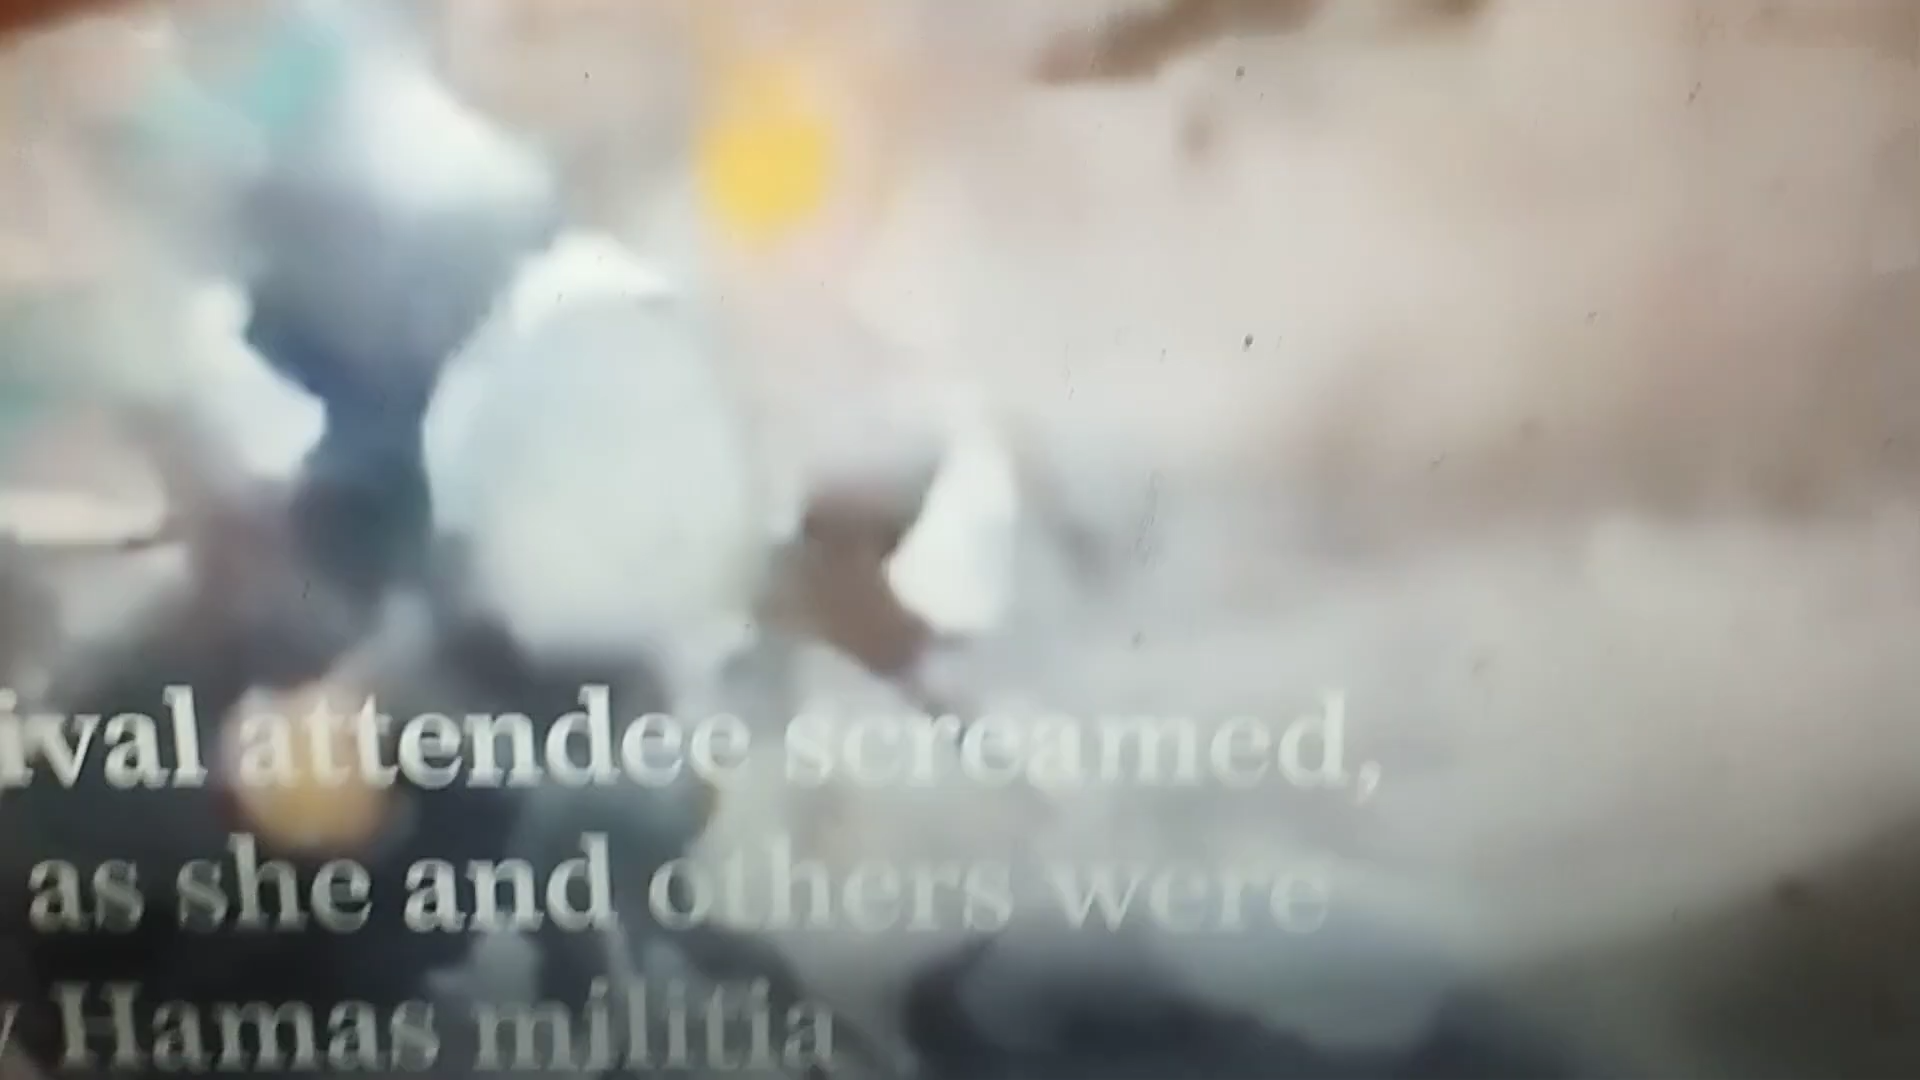 ival attendee screamed,
as she and others were
y Hamas militia